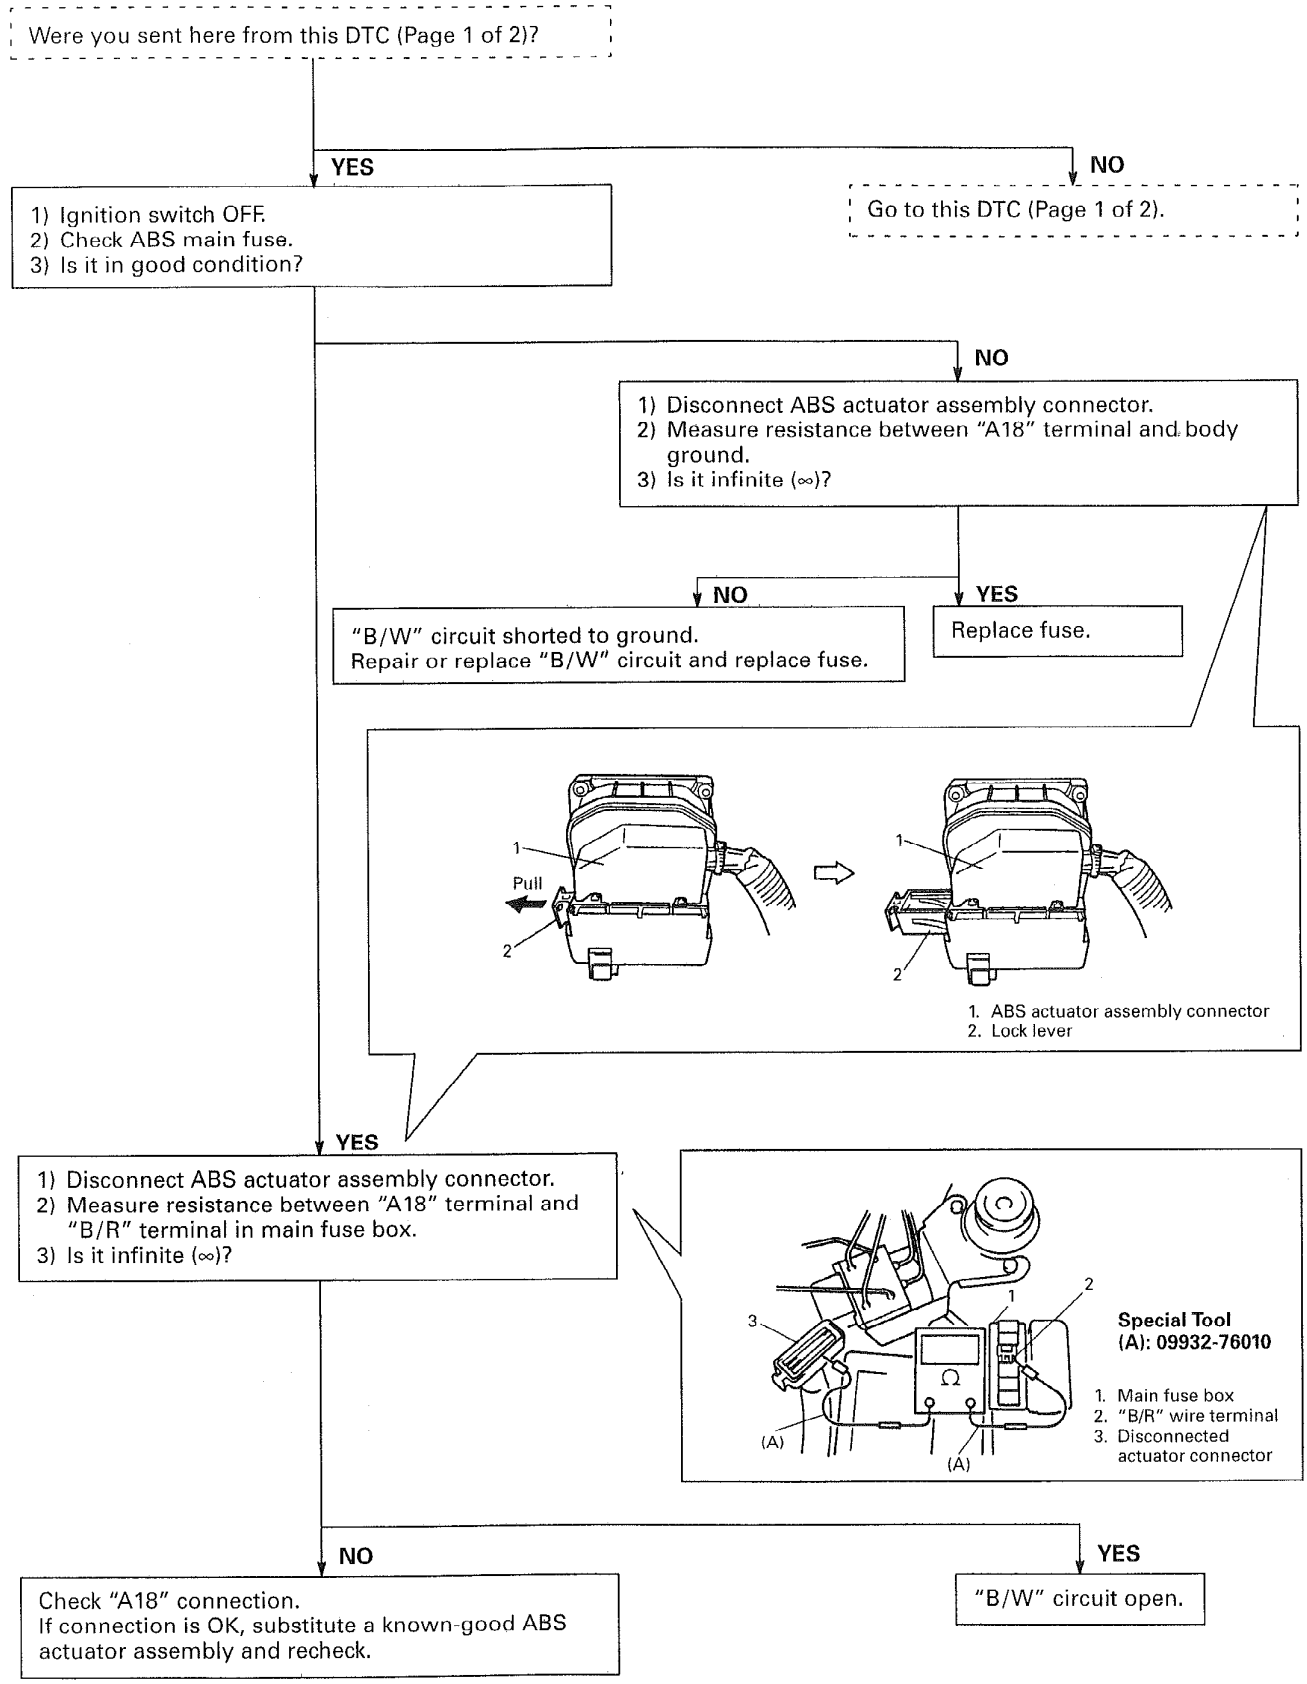 Were you sent here from this DTC (Page 1 of 2)?
YES
NO
1) Ignition switch OFF.
2) Check ABS main fuse.
3) Is it in good condition?
Go to this DTC (Page 1 of 2).
NO
1) Disconnect ABS actuator assembly connector.
2) Measure resistance between "A18" terminal and body
ground.
3) Is it infinite (∞)?
NO
YES
"B/W" circuit shorted to ground.
Repair or replace "B/W" circuit and replace fuse.
Replace fuse.
1
Pull
2
1
2
1. ABS actuator assembly connector
2. Lock lever
YES
1) Disconnect ABS actuator assembly connector.
2) Measure resistance between "A18" terminal and
"B/R" terminal in main fuse box.
3) Is it infinite (∞)?
1
2
3
Ω
(A)
(A)
Special Tool
(A): 09932-76010
1. Main fuse box
2. "B/R" wire terminal
3. Disconnected
actuator connector
NO
YES
Check "A18" connection.
If connection is OK, substitute a known-good ABS
actuator assembly and recheck.
"B/W" circuit open.